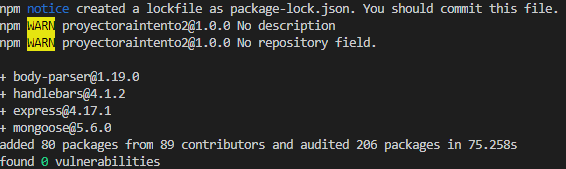 npm notice created a lockfile as package-lock.json. You should commit this file.
npm WARN proyectoraintento2@1.0.0 No description
npm WARN proyectoraintento2@1.0.0 No repository field.
+ body-parser@1.19.0
+ handlebars@4.1.2
+ express@4.17.1
+ mongoose@5.6.0
added 80 packages from 89 contributors and audited 206 packages in 75.258s
found 0 vulnerabilities